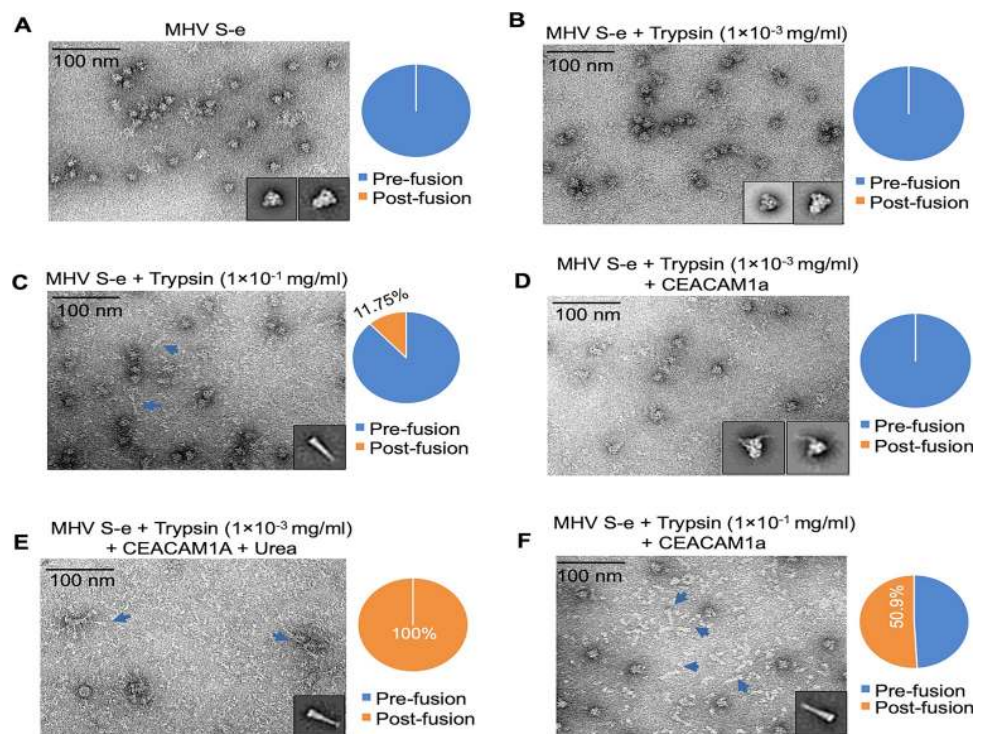 A
MHV S-e
100 nm
Pre-fusion
Post-fusion
B
MHV S-e + Trypsin (1×10⁻³ mg/ml)
100 nm
Pre-fusion
Post-fusion
C
MHV S-e + Trypsin (1×10⁻¹ mg/ml)
100 nm
11.75%
Pre-fusion
Post-fusion
D
MHV S-e + Trypsin (1×10⁻³ mg/ml)
+ CEACAM1a
100 nm
Pre-fusion
Post-fusion
E
MHV S-e + Trypsin (1×10⁻³ mg/ml)
+ CEACAM1A + Urea
100 nm
100%
Pre-fusion
Post-fusion
F
MHV S-e + Trypsin (1×10⁻¹ mg/ml)
+ CEACAM1a
100 nm
50.9%
Pre-fusion
Post-fusion